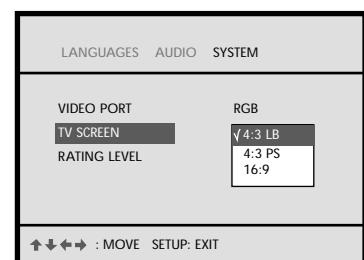 LANGUAGES AUDIO SYSTEM
VIDEO PORT RGB
TV SCREEN √ 4:3 LB
4:3 PS
RATING LEVEL
16:9
: MOVE SETUP: EXIT